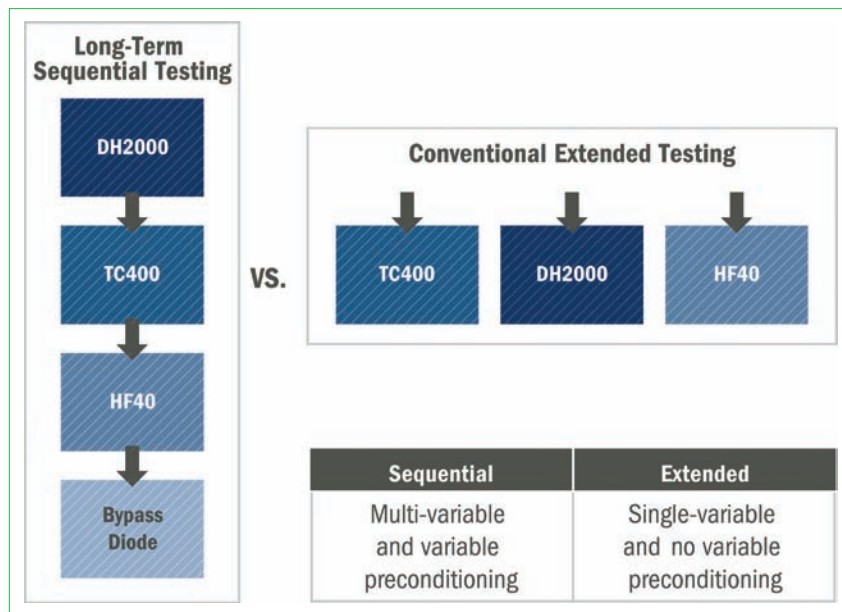 Long-Term
Sequential Testing
DH2000
TC400
HF40
Bypass
Diode
VS.
Conventional Extended Testing
TC400
DH2000
HF40
Sequential
Extended
Multi-variable
and variable
preconditioning
Single-variable
and no variable
preconditioning